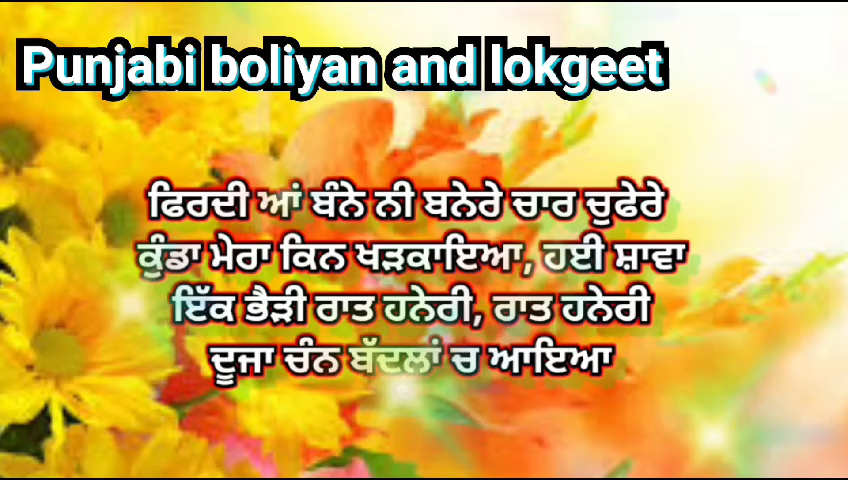 Punjabi boliyan and lokgeet
ਫਿਰਦੀ ਆਂ ਬੰਨੇ ਨੀ ਬਨੇਰੇ ਚਾਰ ਚੁਫੇਰੇ
ਕੁੰਡਾ ਮੇਰਾ ਕਿਨ ਖੜਕਾਇਆ, ਹਈ ਸ਼ਾਵਾ
ਇੱਕ ਭੈੜੀ ਰਾਤ ਹਨੇਰੀ, ਰਾਤ ਹਨੇਰੀ
ਦੂਜਾ ਚੰਨ ਬੱਦਲਾਂ ਚ ਆਇਆ